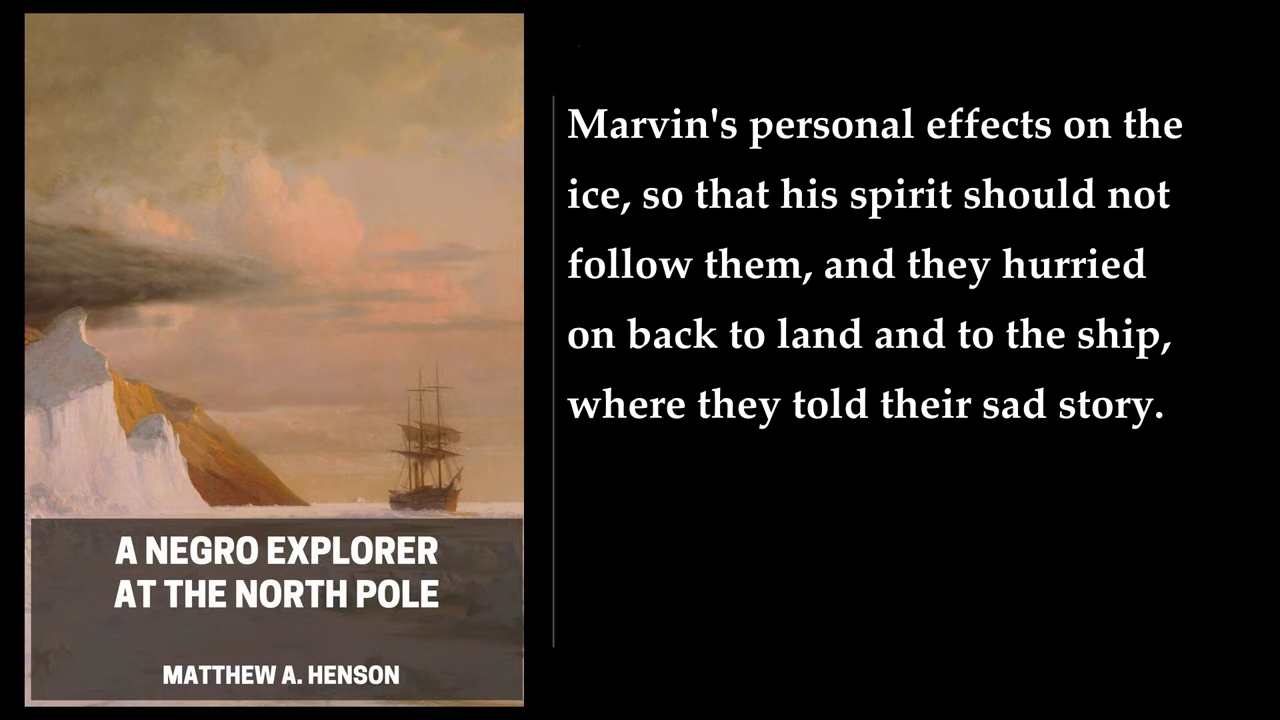 Marvin's personal effects on the
ice, so that his spirit should not
follow them, and they hurried
on back to land and to the ship,
where they told their sad story.
A NEGRO EXPLORER
AT THE NORTH POLE
MATTHEW A. HENSON